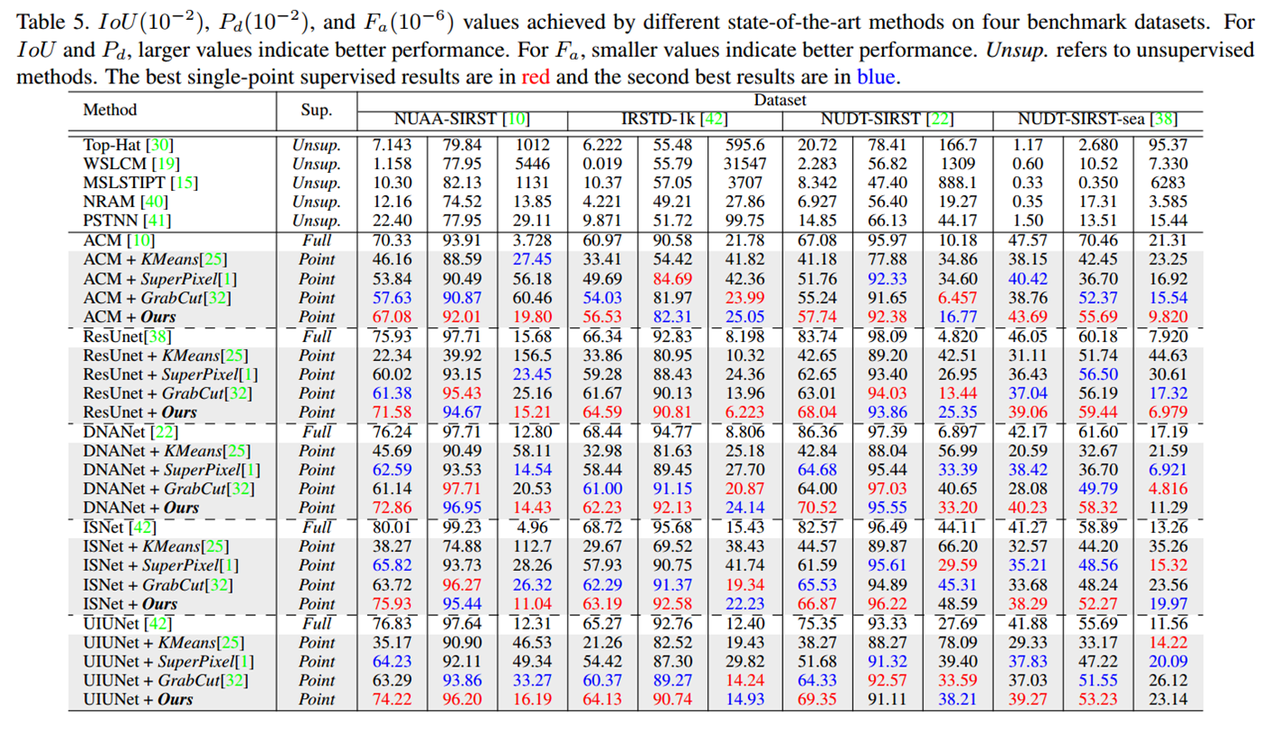 Table 5. IoU(10⁻²), P_d(10⁻²), and F_a(10⁻⁶) values achieved by different state-of-the-art methods on four benchmark datasets. For
IoU and P_d, larger values indicate better performance. For F_a, smaller values indicate better performance. Unsup. refers to unsupervised
methods. The best single-point supervised results are in red and the second best results are in blue.
Method Sup. Dataset
NUAA-SIRST [10] IRSTD-1k [42] NUDT-SIRST [22] NUDT-SIRST-sea [38]
Top-Hat [30] Unsup. 7.143 79.84 1012 6.222 55.48 595.6 20.72 78.41 166.7 1.17 2.680 95.37
WSLCM [19] Unsup. 1.158 77.95 5446 0.019 55.79 31547 2.283 56.82 1309 0.60 10.52 7.330
MSLSTIPT [15] Unsup. 10.30 82.13 1131 10.37 57.05 3707 8.342 47.40 888.1 0.33 0.350 6283
NRAM [40] Unsup. 12.16 74.52 13.85 4.221 49.21 27.86 6.927 56.40 19.27 0.35 17.31 3.585
PSTNN [41] Unsup. 22.40 77.95 29.11 9.871 51.72 99.75 14.85 66.13 44.17 1.50 13.51 15.44
ACM [10] Full 70.33 93.91 3.728 60.97 90.58 21.78 67.08 95.97 10.18 47.57 70.46 21.31
ACM + KMeans[25] Point 46.16 88.59 27.45 33.41 54.42 41.82 41.18 77.88 34.86 38.15 42.45 23.25
ACM + SuperPixel[1] Point 53.84 90.49 56.18 49.69 84.69 42.36 51.76 92.33 34.60 40.42 36.70 16.92
ACM + GrabCut[32] Point 57.63 90.87 60.46 54.03 81.97 23.99 55.24 91.65 6.457 38.76 52.37 15.54
ACM + Ours Point 67.08 92.01 19.80 56.53 82.31 25.05 57.74 92.38 16.77 43.69 55.69 9.820
ResUnet[38] Full 75.93 97.71 15.68 66.34 92.83 8.198 83.74 98.09 4.820 46.05 60.18 7.920
ResUnet + KMeans[25] Point 22.34 39.92 156.5 33.86 80.95 10.32 42.65 89.20 42.51 31.11 51.74 44.63
ResUnet + SuperPixel[1] Point 60.02 93.15 23.45 59.28 88.43 24.36 62.65 93.40 26.95 36.43 56.50 30.61
ResUnet + GrabCut[32] Point 61.38 95.43 25.16 61.67 90.13 13.96 63.01 94.03 13.44 37.04 56.19 17.32
ResUnet + Ours Point 71.58 94.67 15.21 64.59 90.81 6.223 68.04 93.86 25.35 39.06 59.44 6.979
DNANet [22] Full 76.24 97.71 12.80 68.44 94.77 8.806 86.36 97.39 6.897 42.17 61.60 17.19
DNANet + KMeans[25] Point 45.69 90.49 58.11 32.98 81.63 25.18 42.84 88.04 56.99 20.59 32.67 21.59
DNANet + SuperPixel[1] Point 62.59 93.53 14.54 58.44 89.45 27.70 64.68 95.44 33.39 38.42 36.70 6.921
DNANet + GrabCut[32] Point 61.14 97.71 20.53 61.00 91.15 20.87 64.00 97.03 40.65 28.08 49.79 4.816
DNANet + Ours Point 72.86 96.95 14.43 62.23 92.13 24.14 70.52 95.55 33.20 40.23 58.32 11.29
ISNet [42] Full 80.01 99.23 4.96 68.72 95.68 15.43 82.57 96.49 44.11 41.27 58.89 13.26
ISNet + KMeans[25] Point 38.27 74.88 112.7 29.67 69.52 38.43 44.57 89.87 66.20 32.57 44.20 35.26
ISNet + SuperPixel[1] Point 65.82 93.73 28.26 57.93 90.75 41.74 61.59 95.61 29.59 35.21 48.56 15.32
ISNet + GrabCut[32] Point 63.72 96.27 26.32 62.29 91.37 19.34 65.53 94.89 45.31 33.68 48.24 23.56
ISNet + Ours Point 75.93 95.44 11.04 63.19 92.58 22.23 66.87 96.22 48.59 38.29 52.27 19.97
UIUNet [42] Full 76.83 97.64 12.31 65.27 92.76 12.40 75.35 93.33 27.69 41.88 55.69 11.56
UIUNet + KMeans[25] Point 35.17 90.90 46.53 21.26 82.52 19.43 38.27 88.27 78.09 29.33 33.17 14.22
UIUNet + SuperPixel[1] Point 64.23 92.11 49.34 54.42 87.30 29.82 51.68 91.32 39.40 37.83 47.22 20.09
UIUNet + GrabCut[32] Point 63.29 93.86 33.27 60.37 89.27 14.24 64.33 92.57 33.59 37.03 51.55 26.12
UIUNet + Ours Point 74.22 96.20 16.19 64.13 90.74 14.93 69.35 91.11 38.21 39.27 53.23 23.14